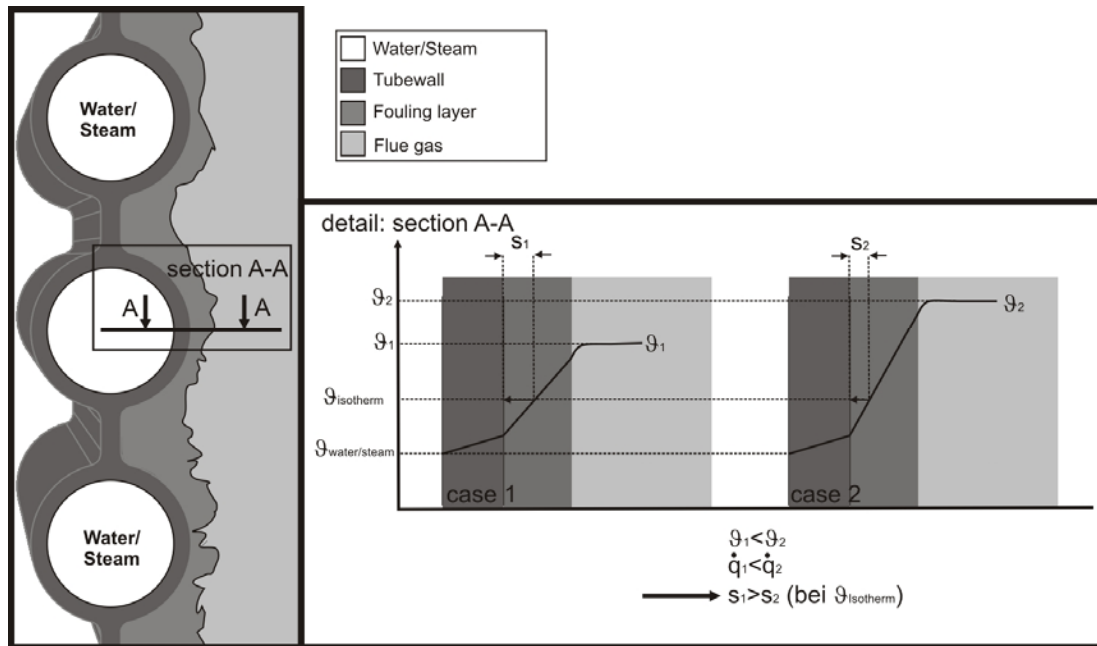 Water/
Steam
section A-A
A A
Water/
Steam
Water/Steam
Tubewall
Fouling layer
Flue gas
detail: section A-A
s₁ s₂
ϑ₂ ϑ₂
ϑ₁ ϑ₁
ϑisotherm
ϑwater/steam
case 1 case 2
ϑ₁<ϑ₂
q̇₁<q̇₂
s₁>s₂ (bei ϑIsotherm)